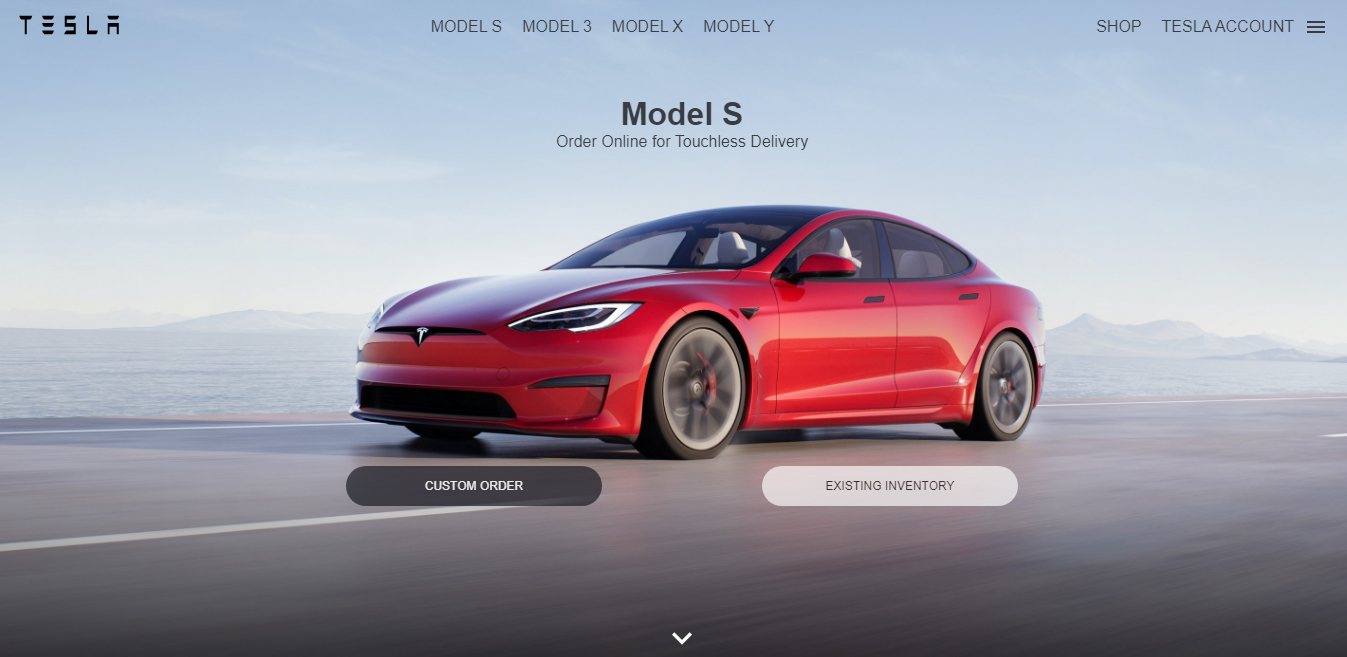 TESLA
MODEL S MODEL 3 MODEL X MODEL Y
SHOP TESLA ACCOUNT
Model S
Order Online for Touchless Delivery
CUSTOM ORDER
EXISTING INVENTORY